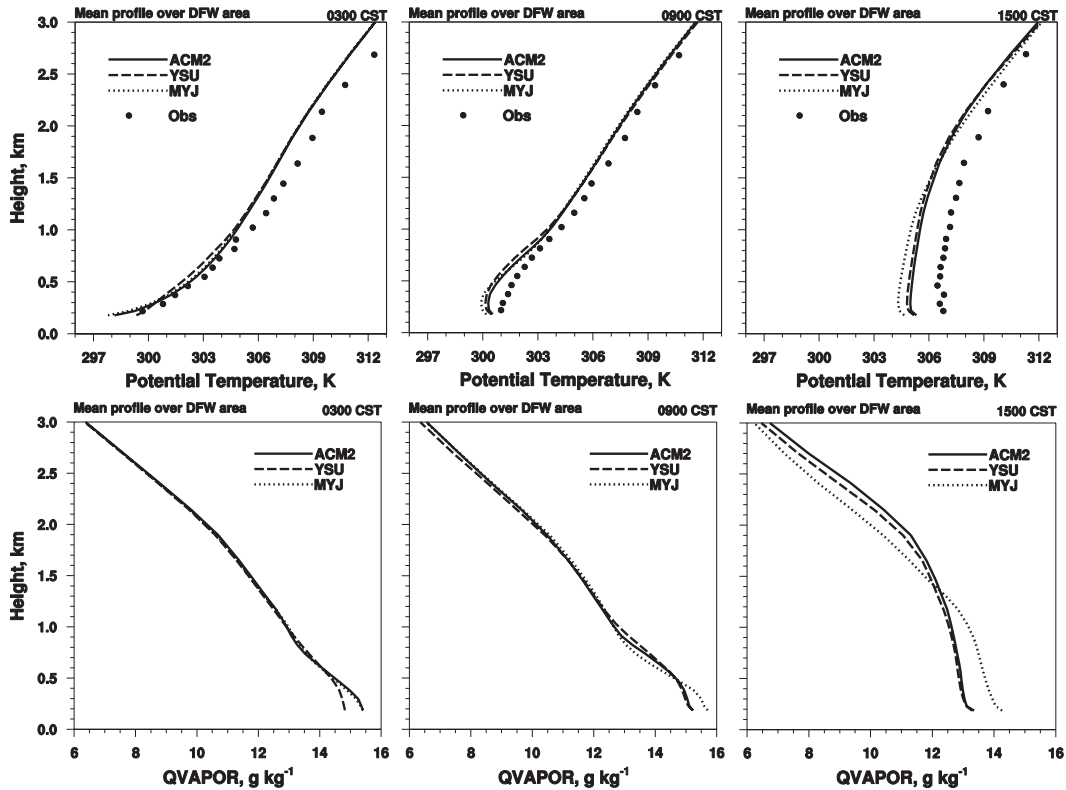 Mean profile over DFW area 0300 CST
Mean profile over DFW area 0900 CST
Mean profile over DFW area 1500 CST
3.0
2.5
2.0
1.5
1.0
0.5
0.0
Height, km
ACM2
YSU
MYJ
Obs
ACM2
YSU
MYJ
Obs
ACM2
YSU
MYJ
Obs
297 300 303 306 309 312
297 300 303 306 309 312
297 300 303 306 309 312
Potential Temperature, K
Potential Temperature, K
Potential Temperature, K
Mean profile over DFW area 0300 CST
Mean profile over DFW area 0900 CST
Mean profile over DFW area 1500 CST
3.0
2.5
2.0
1.5
1.0
0.5
0.0
Height, km
ACM2
YSU
MYJ
ACM2
YSU
MYJ
ACM2
YSU
MYJ
6 8 10 12 14 16
6 8 10 12 14 16
6 8 10 12 14 16
QVAPOR, g kg⁻¹
QVAPOR, g kg⁻¹
QVAPOR, g kg⁻¹